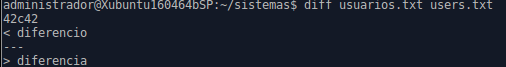 administrador@Xubuntu160464bSP:~/sistemas$ diff usuarios.txt users.txt
42c42
< diferencio
---
> diferencia